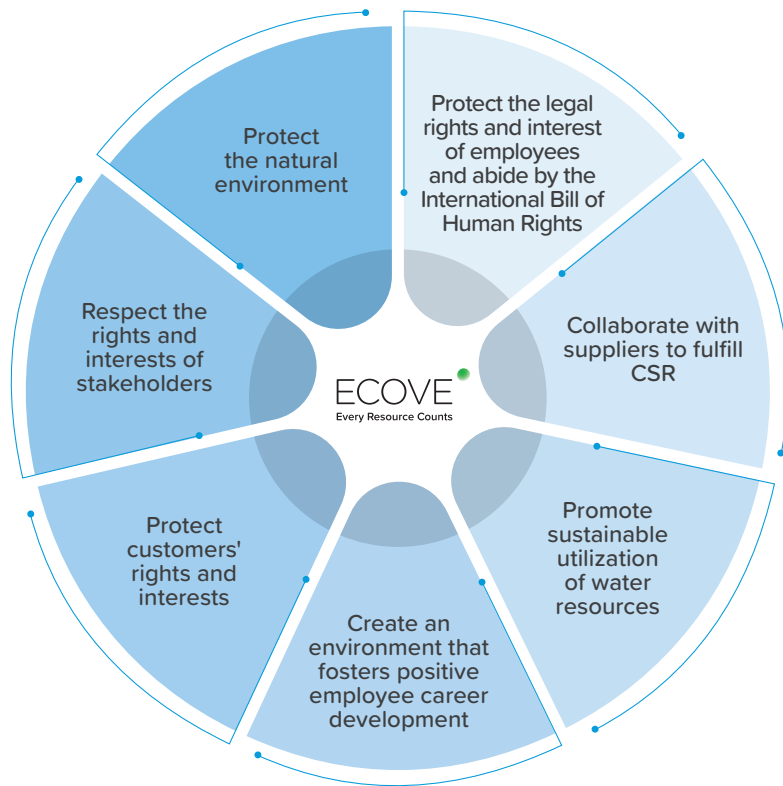 Protect the legal
rights and interest
of employees
and abide by the
International Bill of
Human Rights
Collaborate with
suppliers to fulfill
CSR
Promote
sustainable
utilization
of water
resources
Create an
environment that
fosters positive
employee career
development
Protect
customers'
rights and
interests
Respect the
rights and
interests of
stakeholders
Protect
the natural
environment
ECOVE
Every Resource Counts